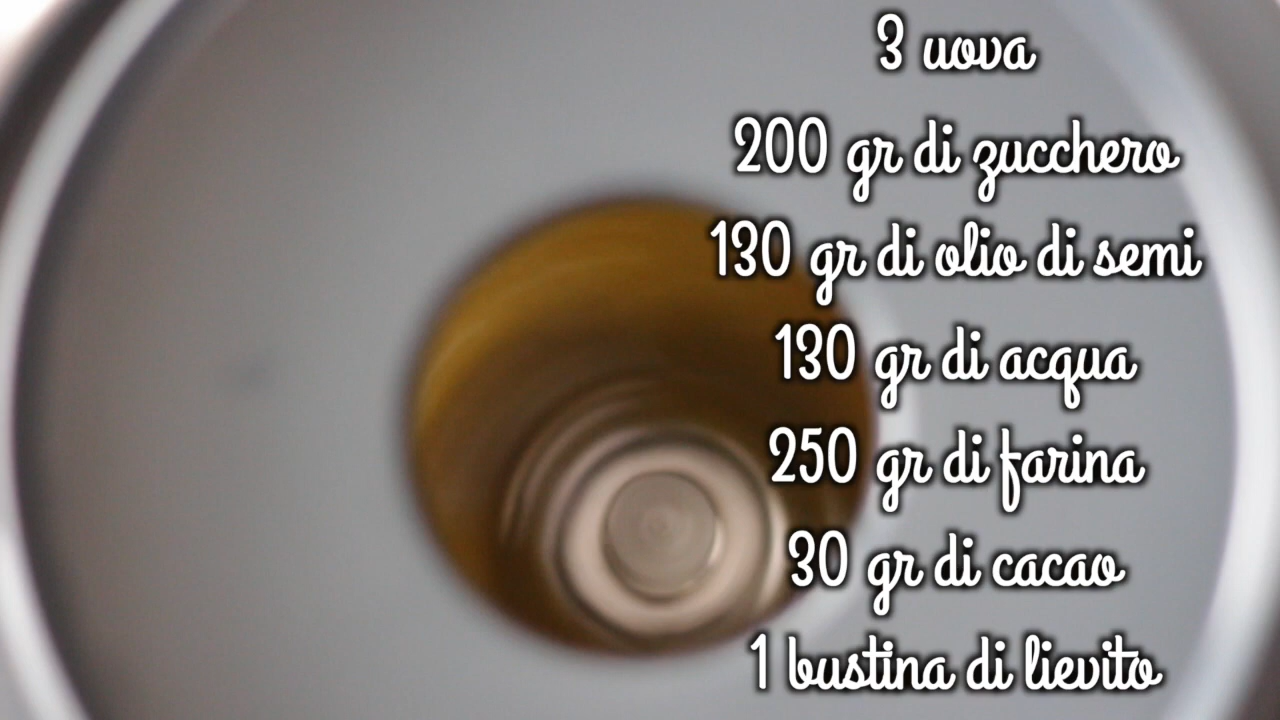 3 uova
200 gr di zucchero
130 gr di olio di semi
130 gr di acqua
250 gr di farina
30 gr di cacao
1 bustina di lievito